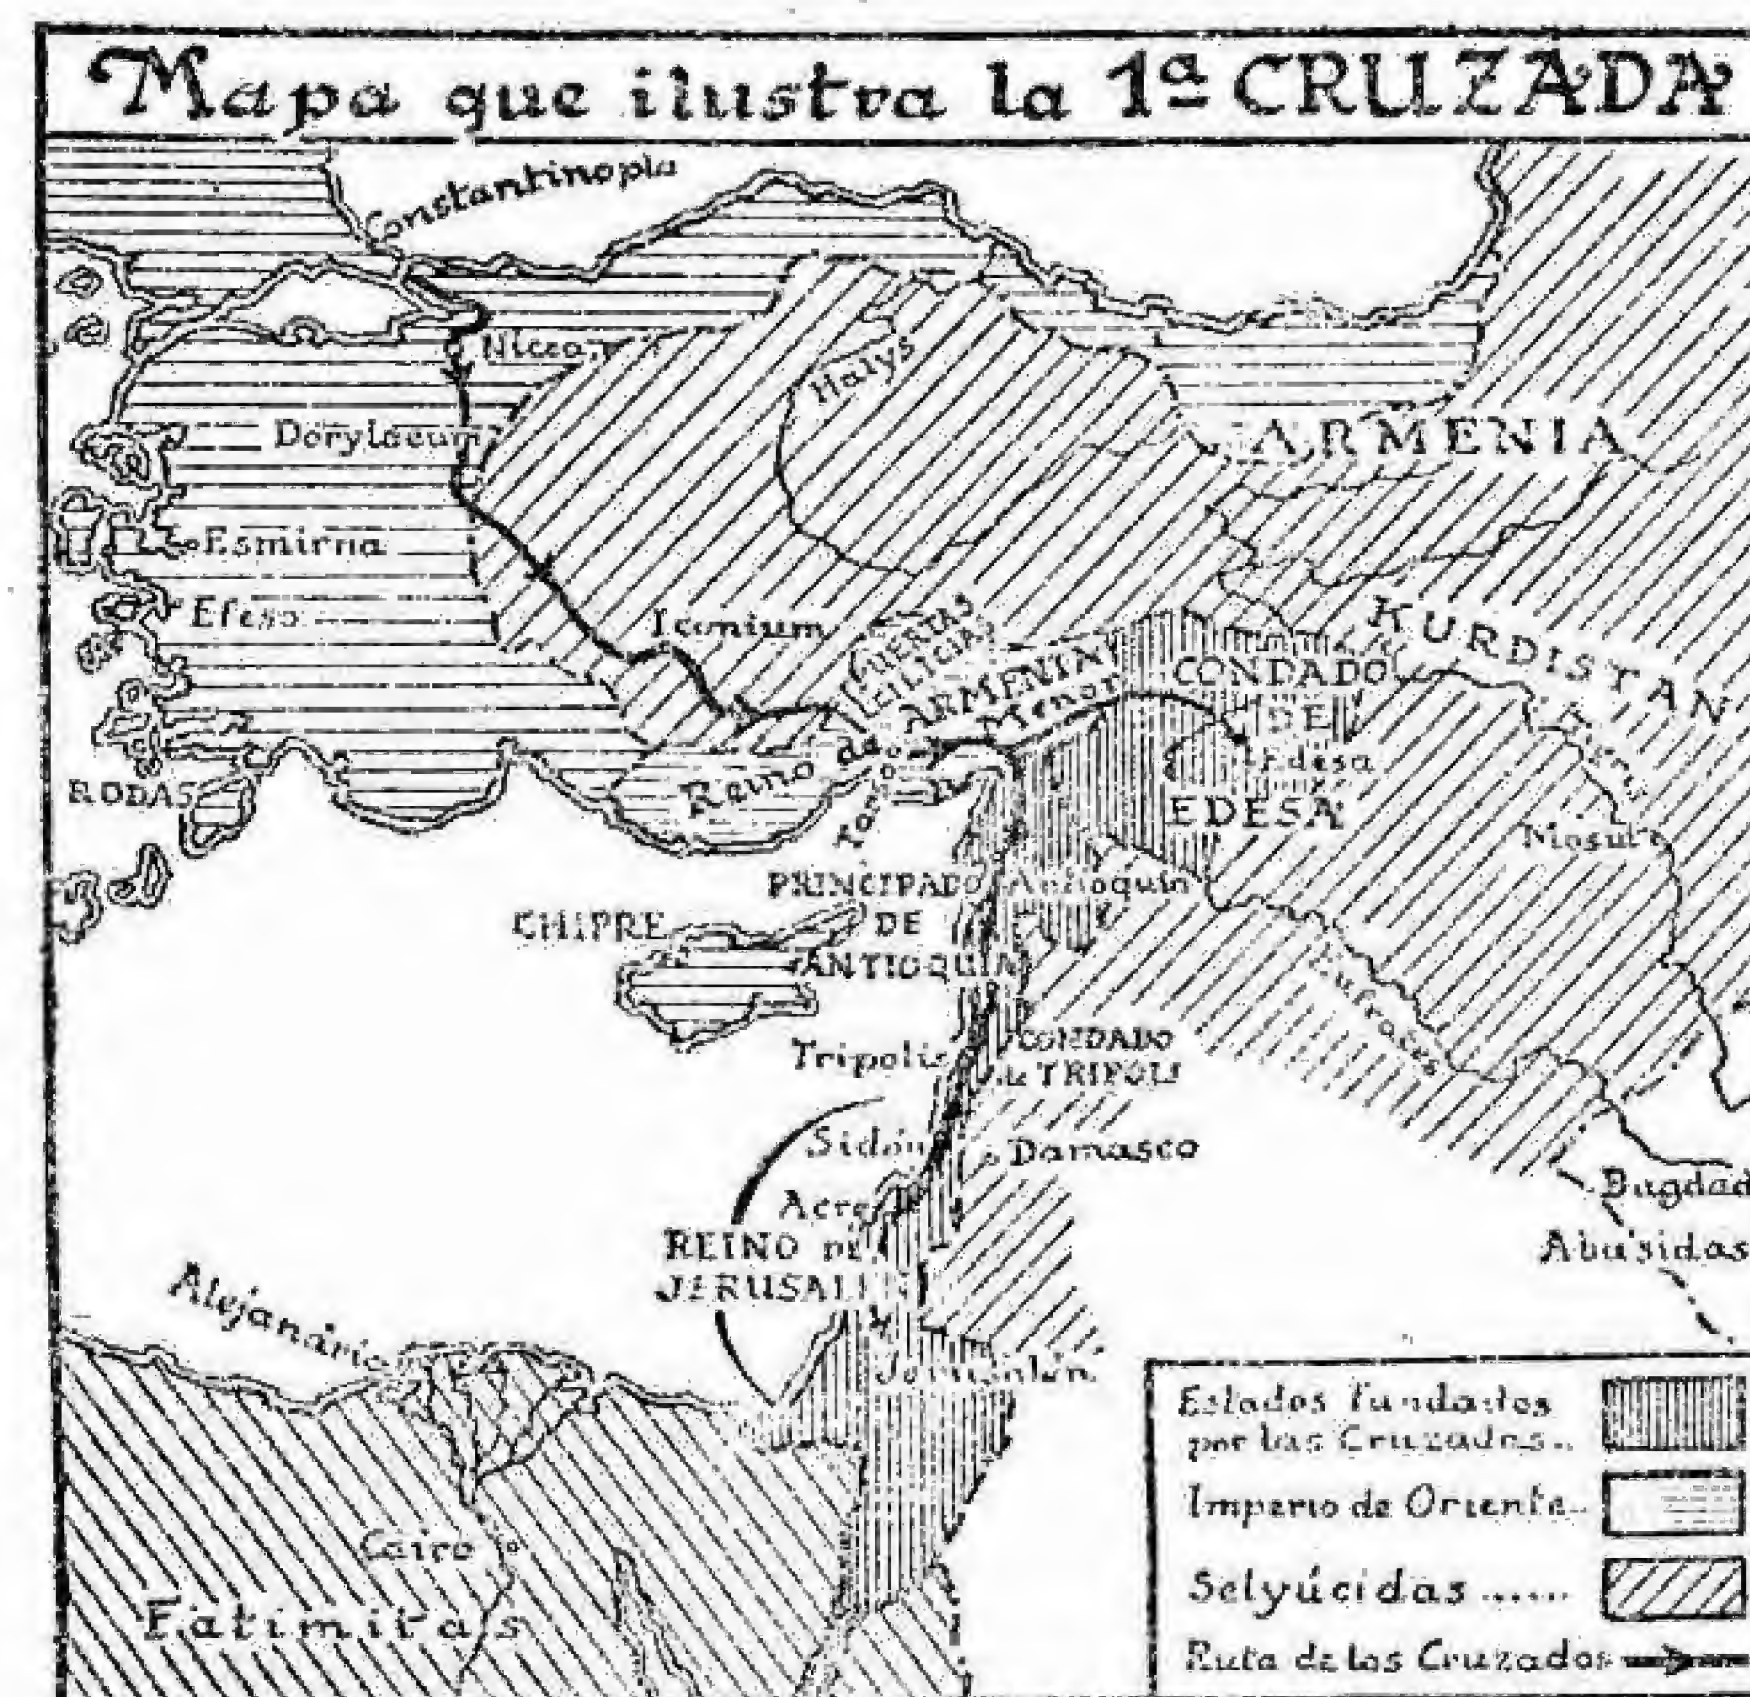 Mapa que ilustra la 1ª CRUZADA
Constantinopla
Nicea
Halys
Dorylaeum
ARMENIA
Esmirna
Efeso
Iconium
PUERTAS
CILICIAS
KURDISTAN
CONDADO
DE
EDESA
Edesa
Reino de ARMENIA
Menor
Tarso
Tigris
RODAS
Mosul
PRINCIPADO
DE
ANTIOQUIA
Antioquia
CHIPRE
Eufrates
Tripolis
CONDADO
de TRIPOLI
Sidón
Damasco
Acre
Bagdad
REINO DE
JERUSALEN
Abasidas
Alejandria
Jerusalén
Cairo
Fatimitas
Estados fundados
por los Cruzados..
Imperio de Oriente..
Selyúcidas ......
Ruta de los Cruzados